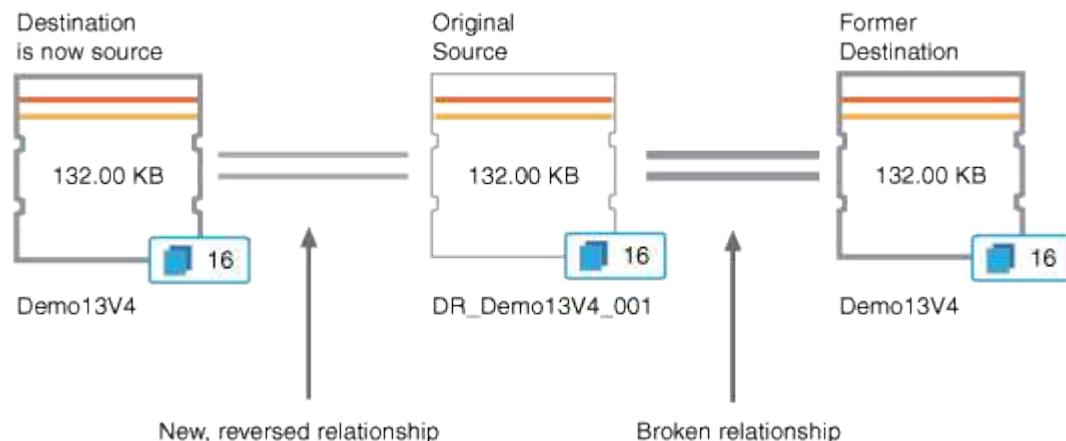 Destination
is now source
Original
Source
Former
Destination
132.00 KB
132.00 KB
132.00 KB
16
16
16
Demo13V4
DR_Demo13V4_001
Demo13V4
New, reversed relationship
Broken relationship